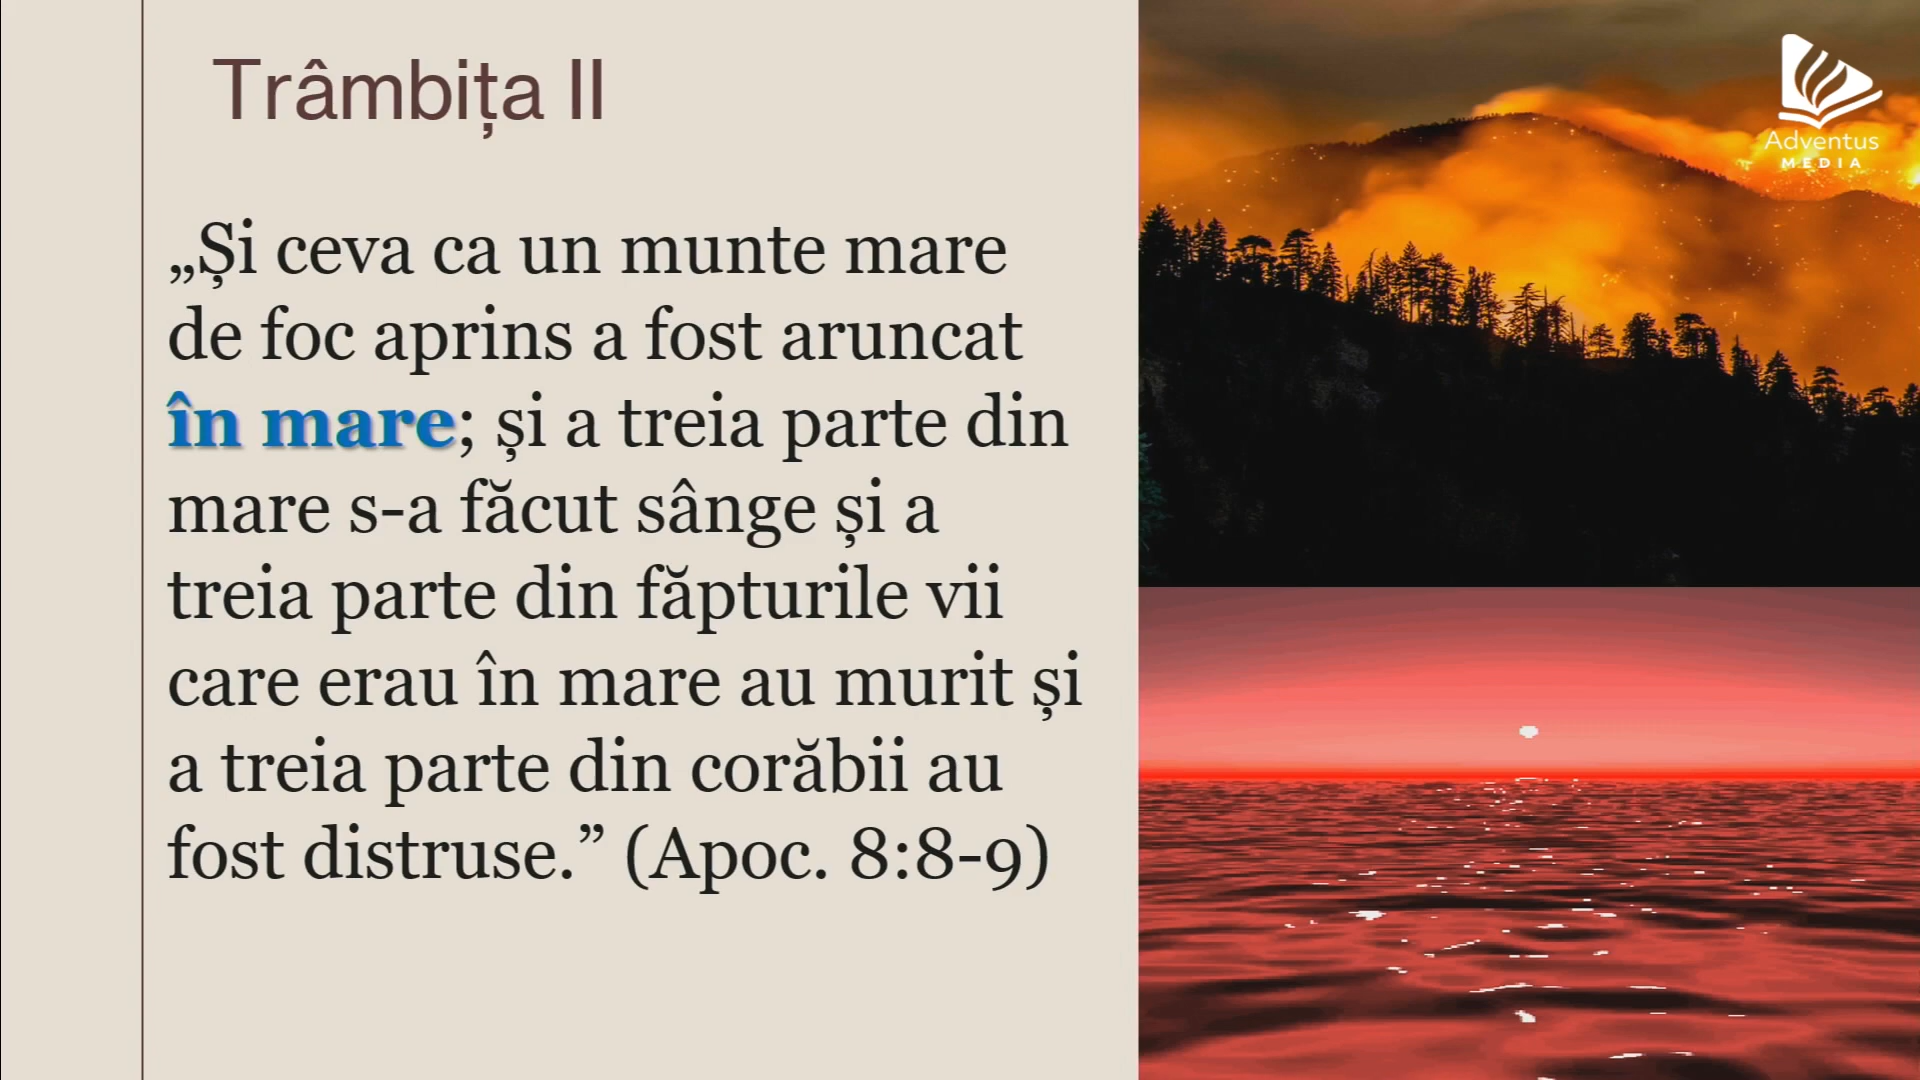 Trâmbița II
„Și ceva ca un munte mare
de foc aprins a fost aruncat
în mare; și a treia parte din
mare s-a făcut sânge și a
treia parte din făpturile vii
care erau în mare au murit și
a treia parte din corăbii au
fost distruse.” (Apoc. 8:8-9)
Adventus
MEDIA